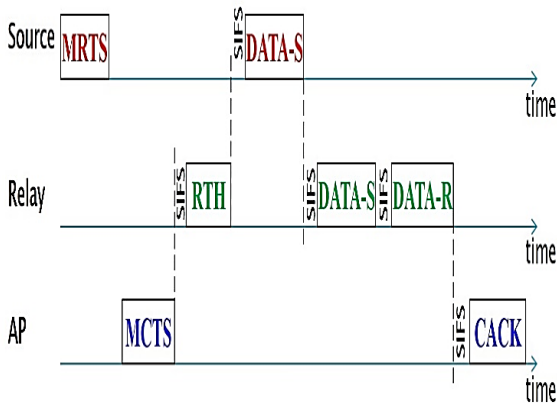 Source
MRTS
SIFS
DATA-S
time
Relay
SIFS
RTH
SIFS
DATA-S
SIFS
DATA-R
time
AP
MCTS
SIFS
CACK
time